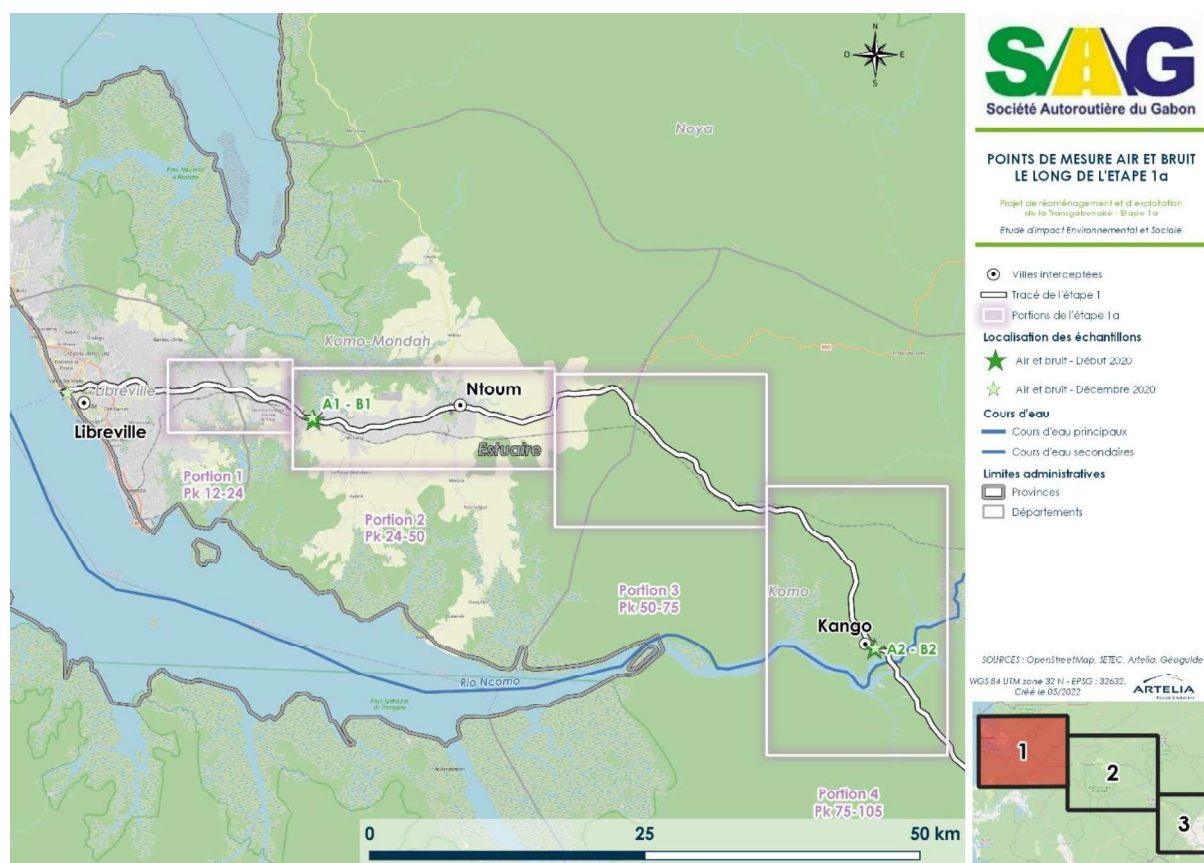 N
O
E
S
Noya
Komo-Mondah
Libreville
Libreville
Ntoum
A1 - B1
Estuaire
Portion 1
Pk 12-24
Portion 2
Pk 24-50
Portion 3
Pk 50-75
Komo
Kango
A2 - B2
Rio Ncomo
Portion 4
Pk 75-105
0
25
50 km
SAG
Société Autoroutière du Gabon
POINTS DE MESURE AIR ET BRUIT
LE LONG DE L'ETAPE 1a
Projet de réaménagement et d'exploitation
de la Transgabonaise - Etape 1a
Etude d'Impact Environnemental et Sociale
Villes interceptées
Tracé de l'étape 1
Portions de l'étape 1a
Localisation des échantillons
Air et bruit - Début 2020
Air et bruit - Décembre 2020
Cours d'eau
Cours d'eau principaux
Cours d'eau secondaires
Limites administratives
Provinces
Départements
SOURCES : OpenStreetMap, SETEC, Artelia, Géoguide
WGS 84 UTM zone 32 N - EPSG : 32632.
Créé le 05/2022
ARTELIA
1
2
3